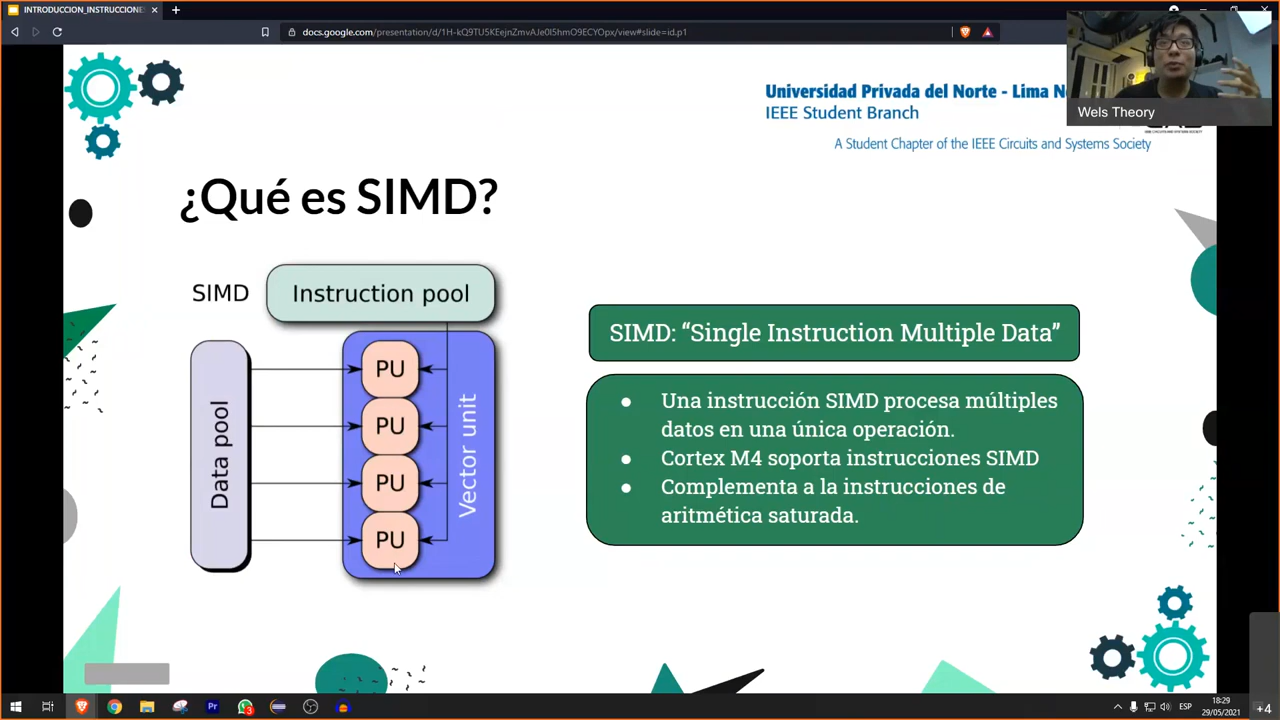 INTRODUCCION_INSTRUCCIONE
docs.google.com/presentation/d/1H-kQ9TU5KEejnZmvAJe0I5hmO9ECYOpx/view#slide=id.p1
Universidad Privada del Norte - Lima N
IEEE Student Branch
A Student Chapter of the IEEE Circuits and Systems Society
Wels Theory
¿Qué es SIMD?
SIMD
Instruction pool
Data pool
PU
PU
PU
PU
Vector unit
SIMD: “Single Instruction Multiple Data”
● Una instrucción SIMD procesa múltiples
datos en una única operación.
● Cortex M4 soporta instrucciones SIMD
● Complementa a la instrucciones de
aritmética saturada.
Pr
3
ESP
18:29
29/05/2021
+4